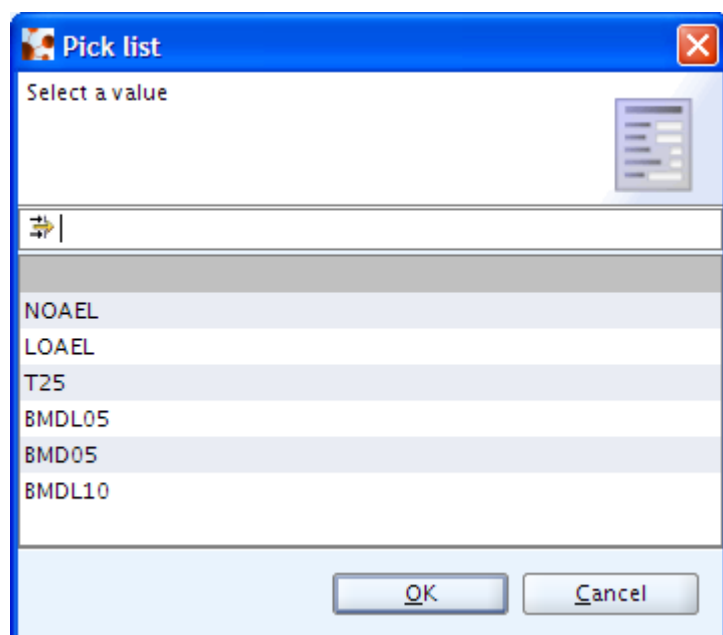 Pick list
Select a value
NOAEL
LOAEL
T25
BMDL05
BMD05
BMDL10
OK
Cancel